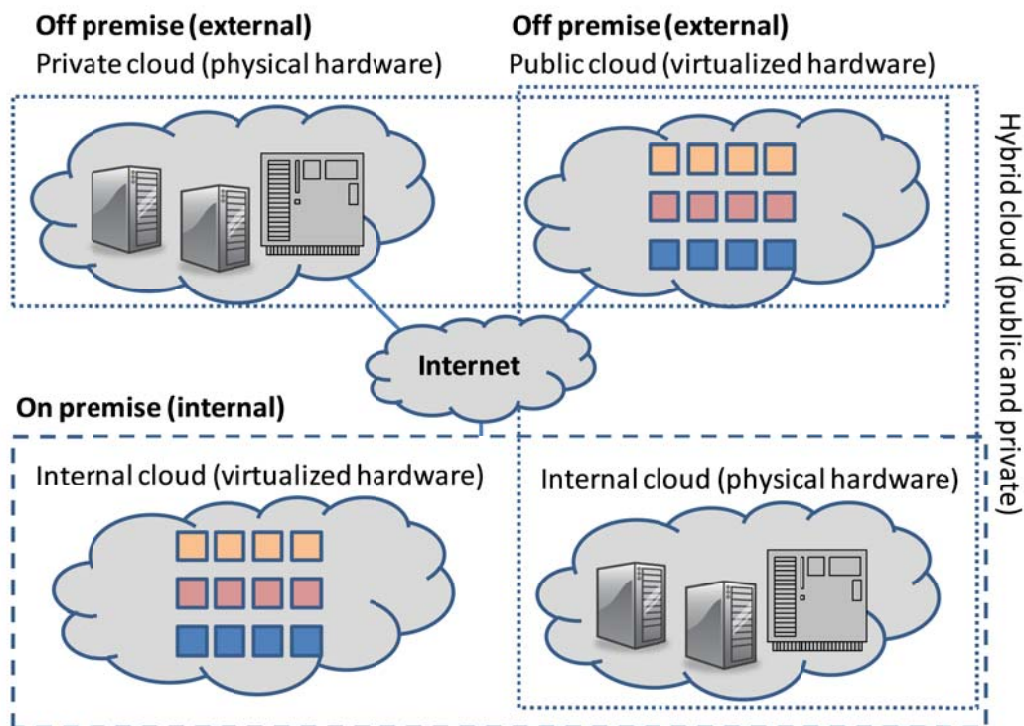 Off premise (external)
Private cloud (physical hardware)
Off premise (external)
Public cloud (virtualized hardware)
Hybrid cloud (public and private)
Internet
On premise (internal)
Internal cloud (virtualized hardware)
Internal cloud (physical hardware)